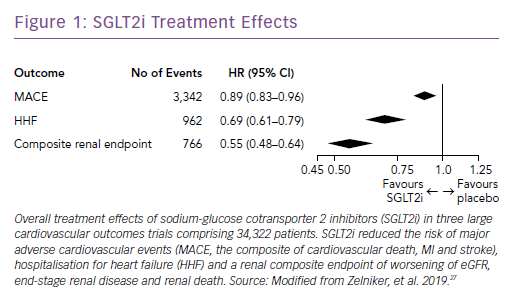 Figure 1: SGLT2i Treatment Effects
Outcome No of Events HR (95% CI)
MACE 3,342 0.89 (0.83–0.96)
HHF 962 0.69 (0.61–0.79)
Composite renal endpoint 766 0.55 (0.48–0.64)
0.45 0.50 0.75 1.0 1.25
Favours Favours
SGLT2i ← → placebo
Overall treatment effects of sodium-glucose cotransporter 2 inhibitors (SGLT2i) in three large
cardiovascular outcomes trials comprising 34,322 patients. SGLT2i reduced the risk of major
adverse cardiovascular events (MACE, the composite of cardiovascular death, MI and stroke),
hospitalisation for heart failure (HHF) and a renal composite endpoint of worsening of eGFR,
end-stage renal disease and renal death. Source: Modified from Zelniker, et al. 2019.27